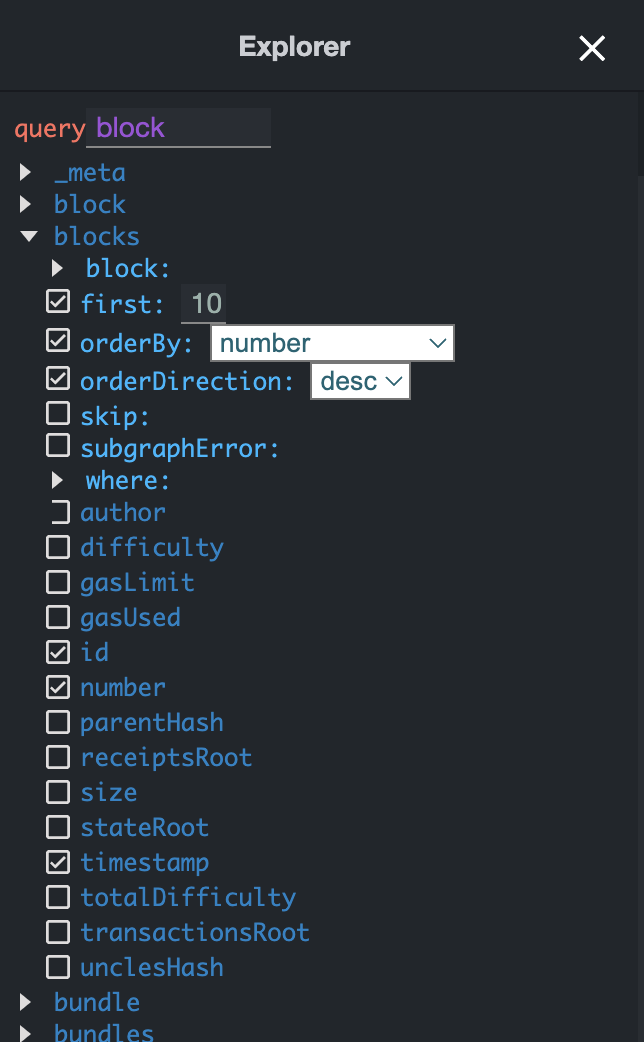 Explorer
query block
_meta
block
blocks
block:
first: 10
orderBy: number
orderDirection: desc
skip:
subgraphError:
where:
author
difficulty
gasLimit
gasUsed
id
number
parentHash
receiptsRoot
size
stateRoot
timestamp
totalDifficulty
transactionsRoot
unclesHash
bundle
bundles